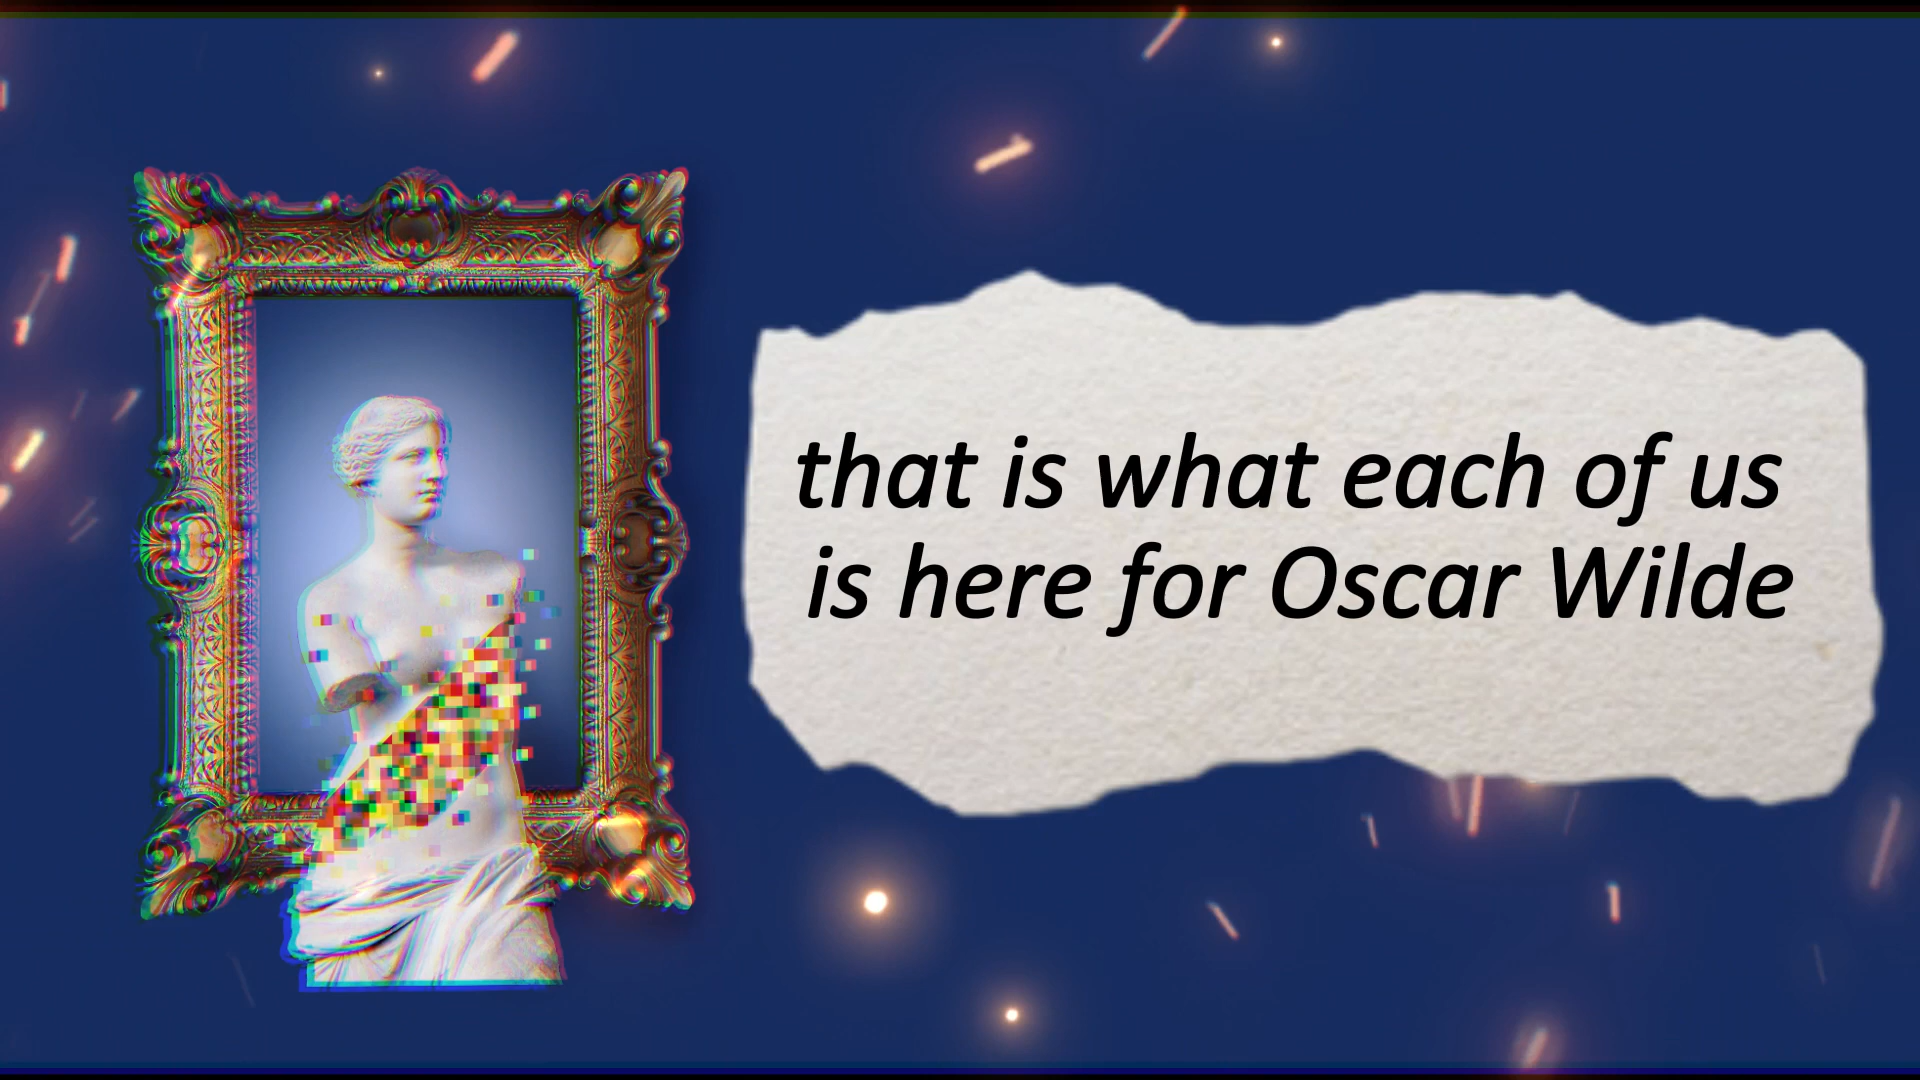 that is what each of us
is here for Oscar Wilde